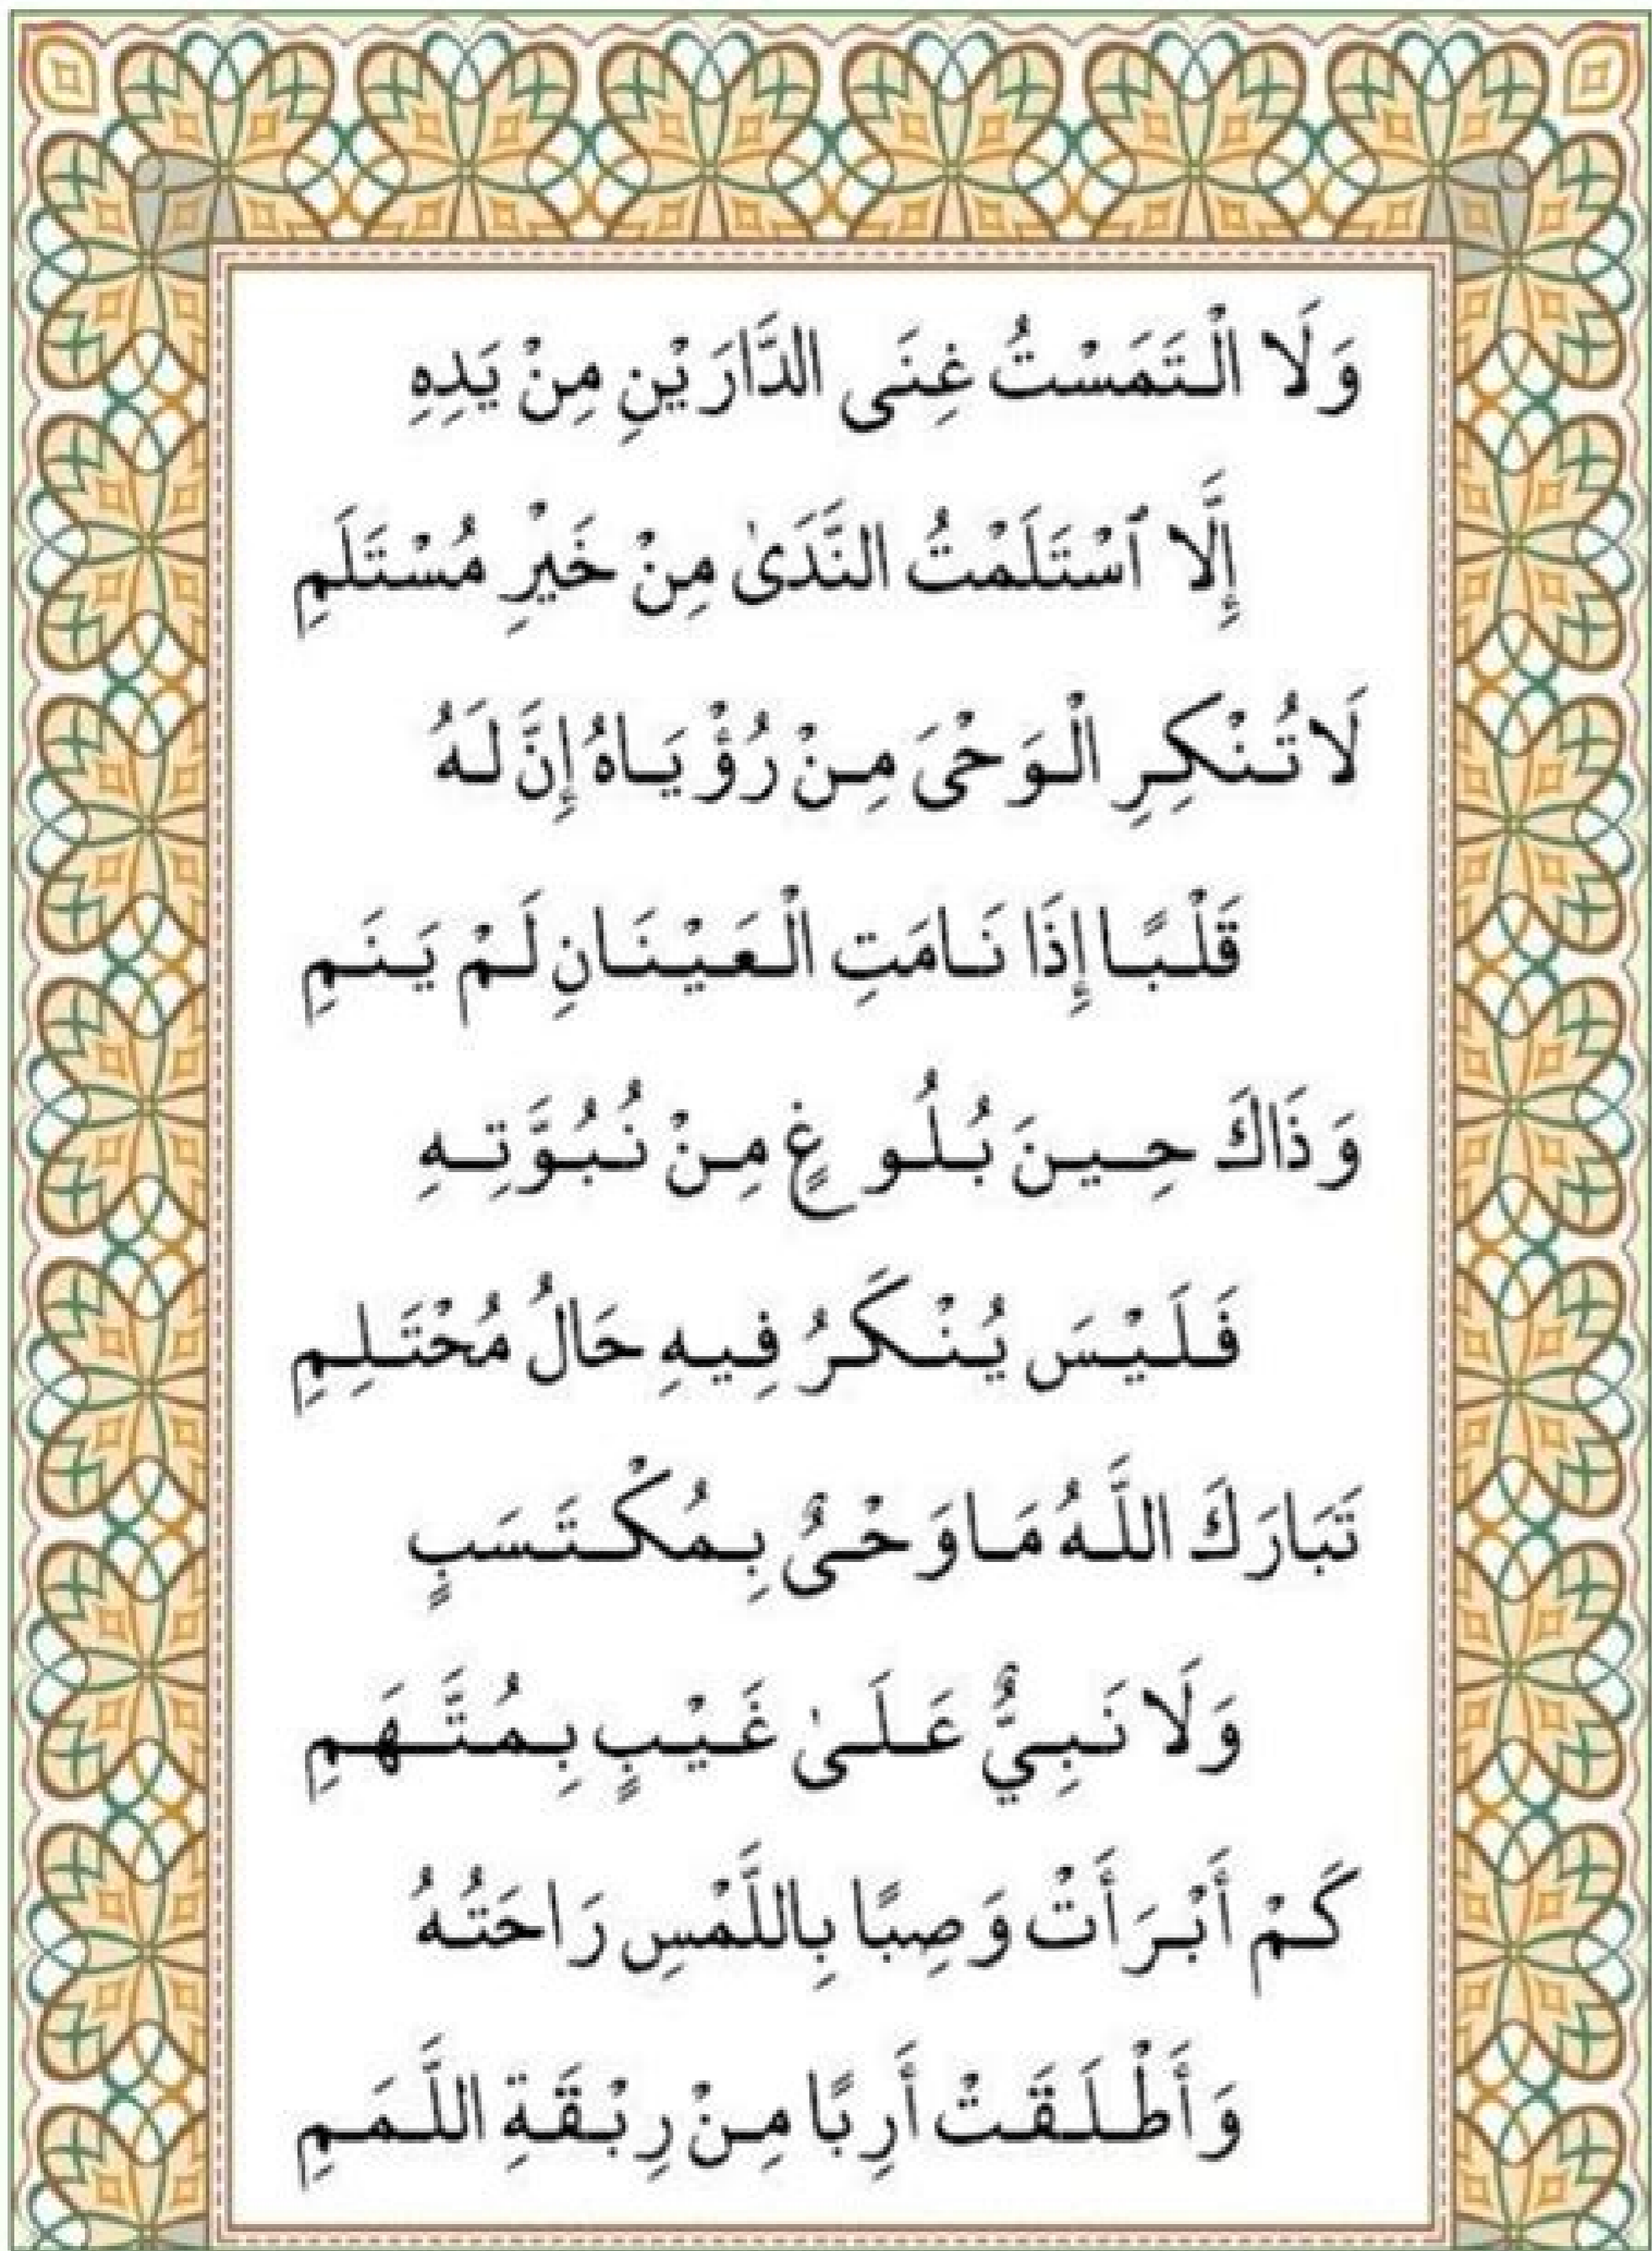 وَلَا الْتَمَسْتُ غِنَى الدَّارَيْنِ مِنْ يَدِهِ
إِلَّا ٱسْتَلَمْتُ النَّدَىٰ مِنْ خَيْرِ مُسْتَلَمِ
لَا تُنْكِرِ الْوَحْىَ مِنْ رُؤْيَاهُ إِنَّ لَهُ
قَلْبًا إِذَا نَامَتِ الْعَيْنَانِ لَمْ يَنَمِ
وَذَاكَ حِينَ بُلُوغٍ مِنْ نُبُوَّتِهِ
فَلَيْسَ يُنْكَرُ فِيهِ حَالُ مُحْتَلِمِ
تَبَارَكَ اللَّهُ مَا وَحْىٌ بِمُكْتَسَبٍ
وَلَا نَبِيٌّ عَلَىٰ غَيْبٍ بِمُتَّهَمِ
كَمْ أَبْرَأَتْ وَصِبًا بِاللَّمْسِ رَاحَتُهُ
وَأَطْلَقَتْ أَرِبًا مِنْ رِبْقَةِ اللَّمَمِ